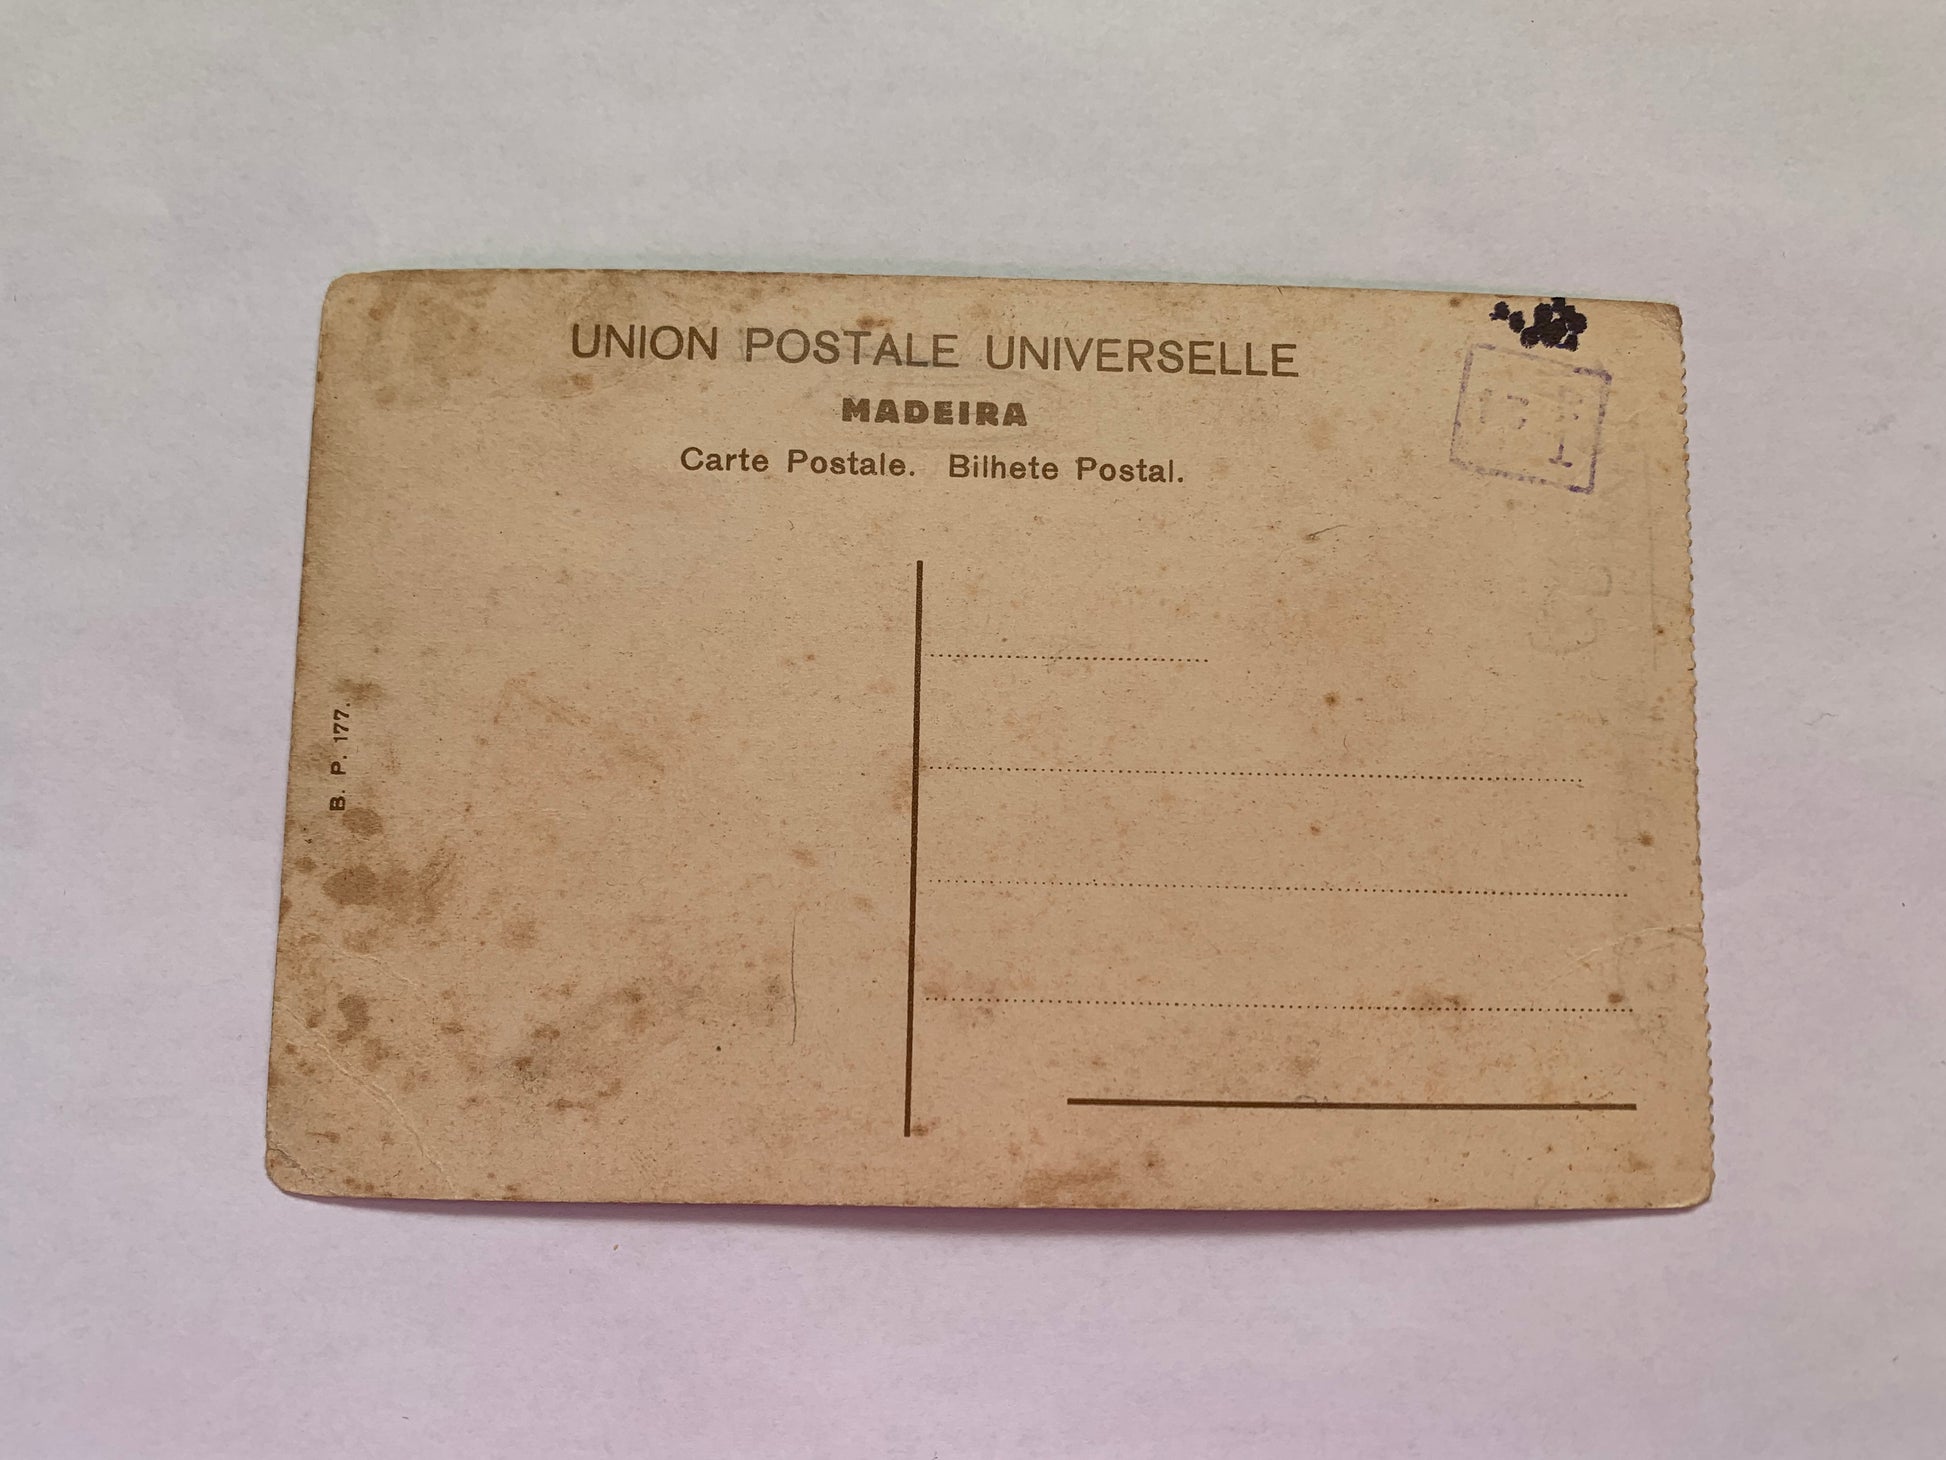 UNION POSTALE UNIVERSELLE
MADEIRA
Carte Postale. Bilhete Postal.
B. P. 177.
T